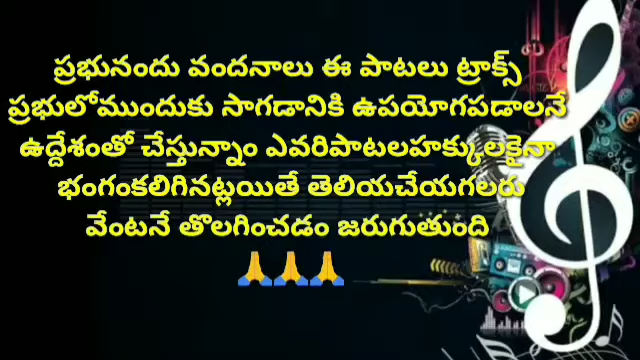 ప్రభునందు వందనాలు ఈ పాటలు ట్రాక్స్
ప్రభులోముందుకు సాగడానికి ఉపయోగపడాలనే
ఉద్దేశంతో చేస్తున్నాం ఎవరిపాటలహక్కులకైనా
భంగంకలిగినట్లయితే తెలియచేయగలరు
వేంటనే తొలగించడం జరుగుతుంది
🙏🙏🙏